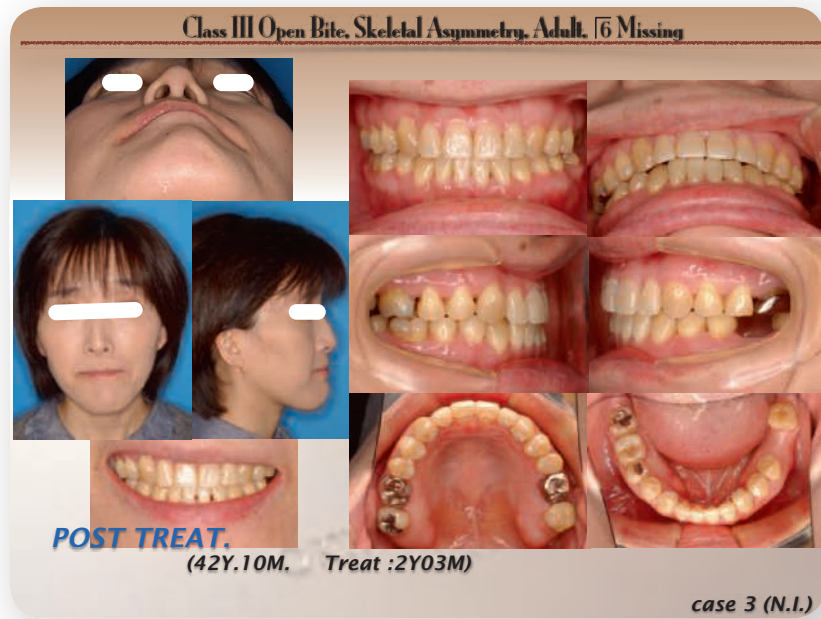 Class III Open Bite, Skeletal Asymmetry, Adult, ⌈6 Missing
POST TREAT.
(42Y.10M. Treat :2Y03M)
case 3 (N.I.)